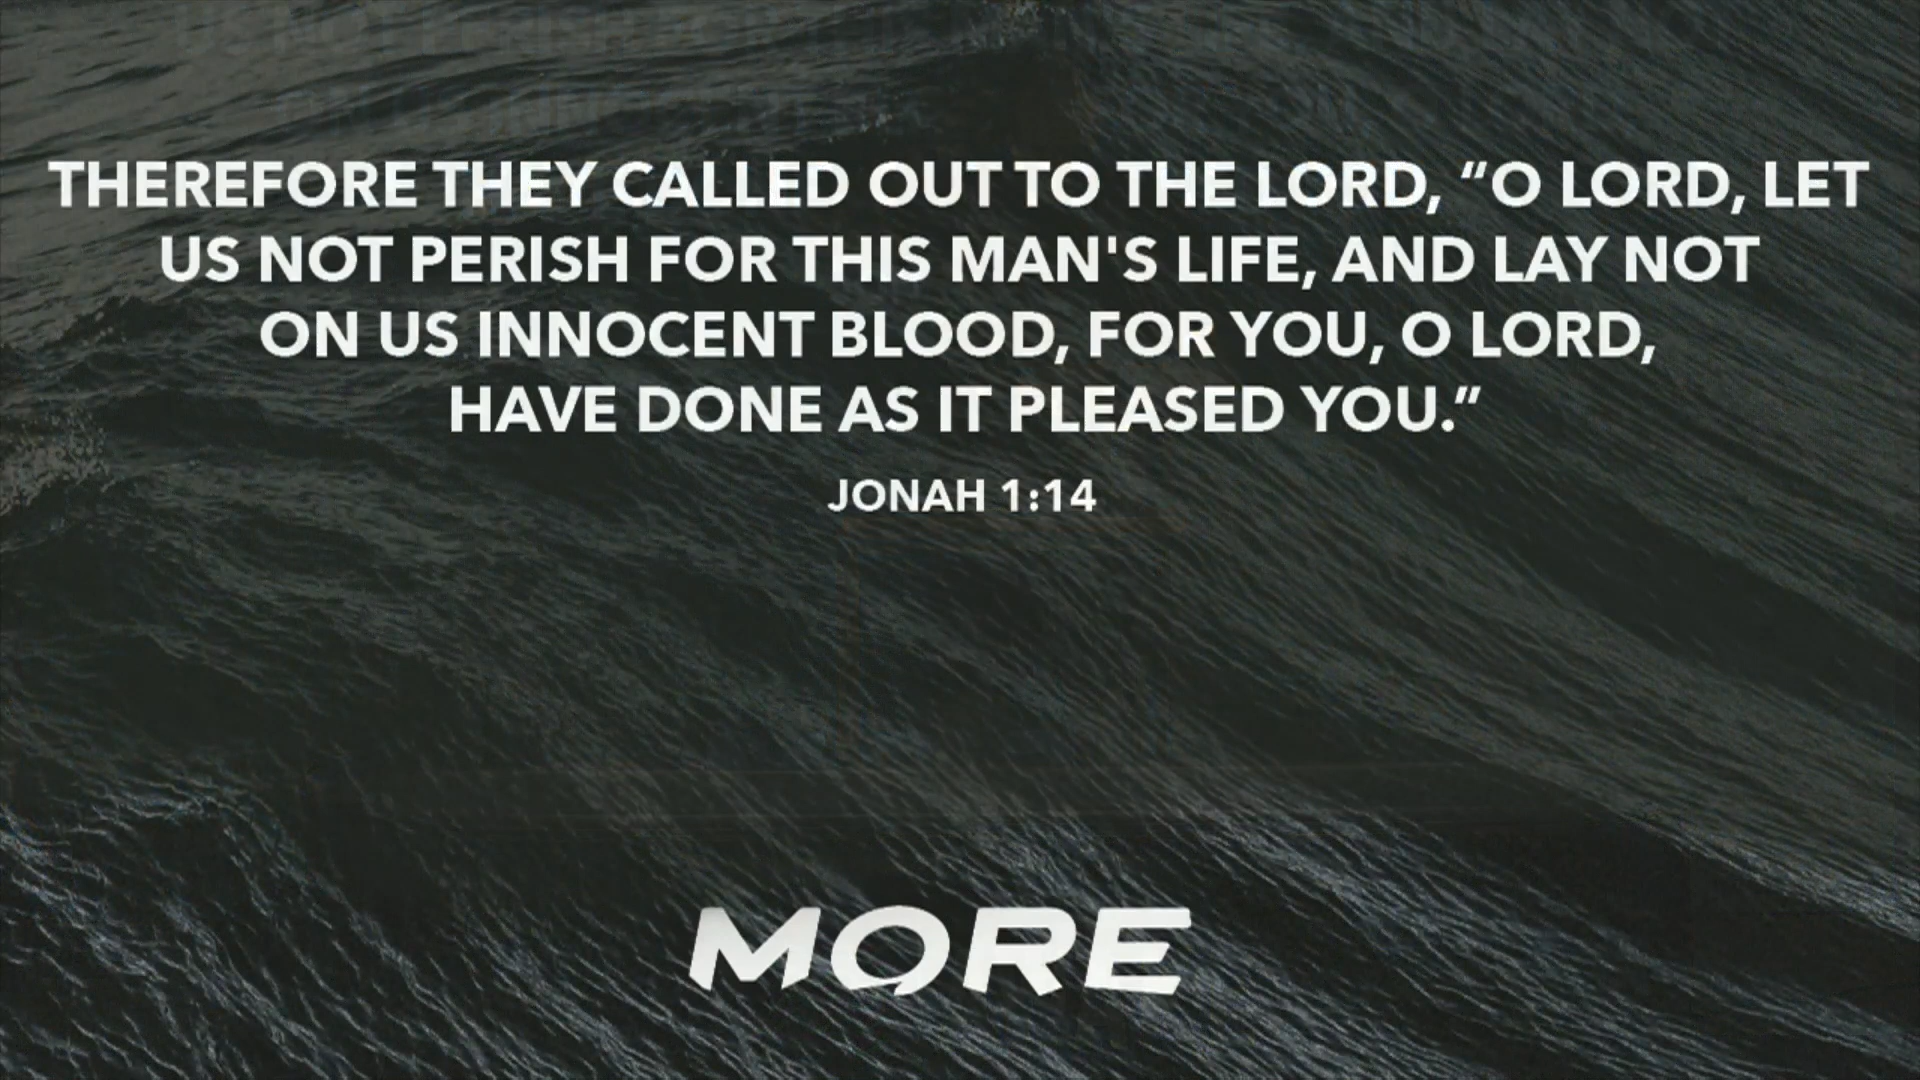 THEREFORE THEY CALLED OUT TO THE LORD, “O LORD, LET
US NOT PERISH FOR THIS MAN'S LIFE, AND LAY NOT
ON US INNOCENT BLOOD, FOR YOU, O LORD,
HAVE DONE AS IT PLEASED YOU.”
JONAH 1:14
MORE